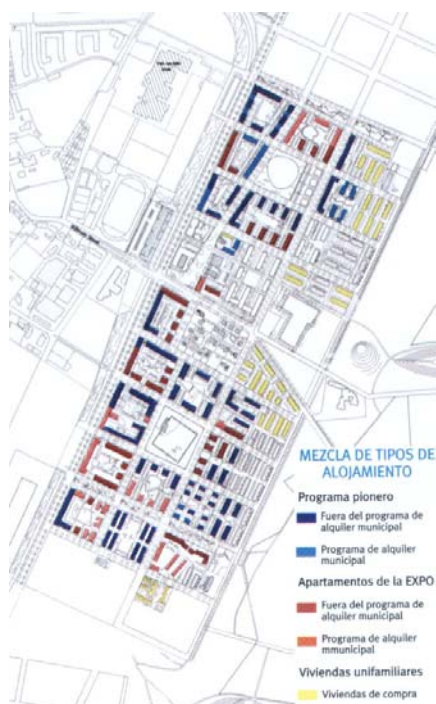 MEZCLA DE TIPOS DE
ALOJAMIENTO
Programa pionero
Fuera del programa de
alquiler municipal
Programa de alquiler
municipal
Apartamentos de la EXPO
Fuera del programa de
alquiler municipal
Programa de alquiler
mmunicipal
Viviendas unifamiliares
Viviendas de compra